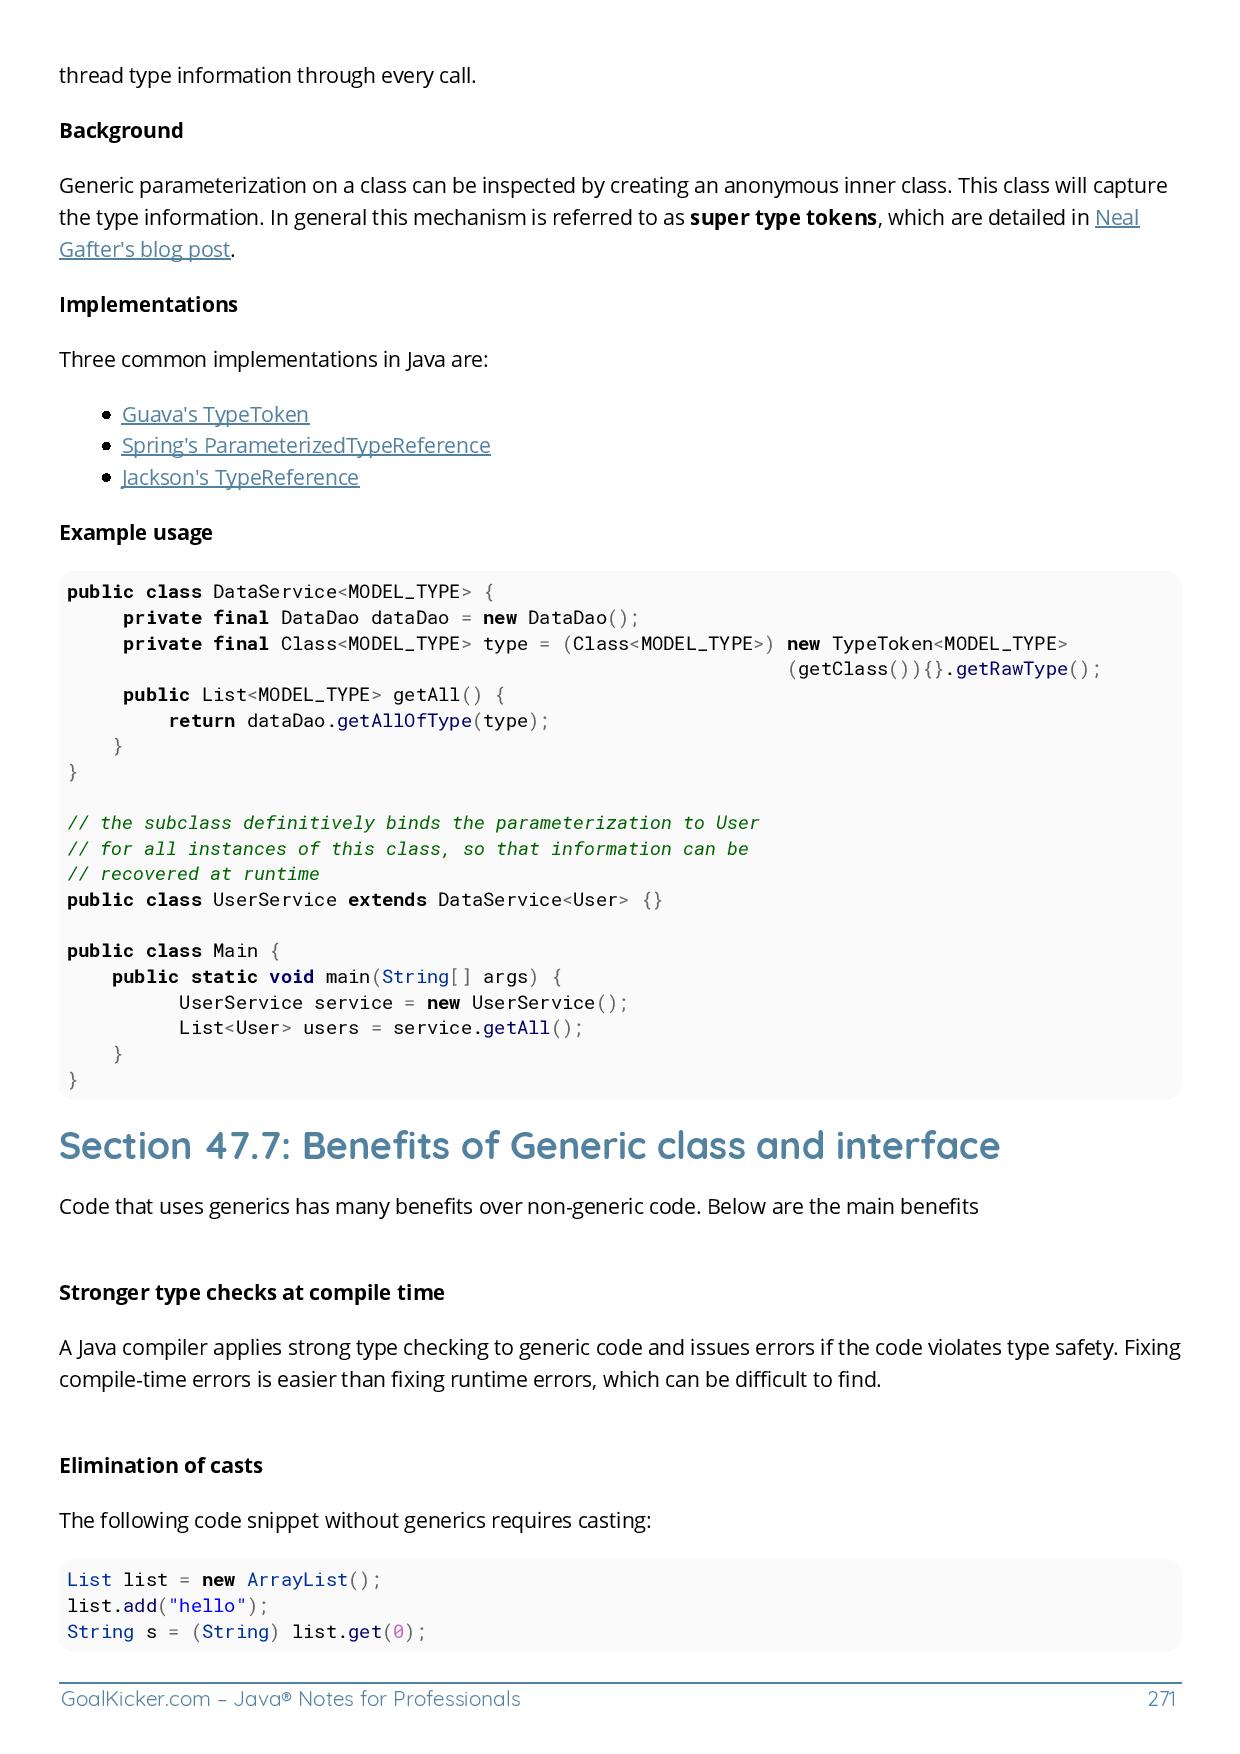 thread type information through every call.
Background
Generic parameterization on a class can be inspected by creating an anonymous inner class. This class will capture
the type information. In general this mechanism is referred to as super type tokens, which are detailed in Neal
Gafter's blog post.
Implementations
Three common implementations in Java are:
Guava's TypeToken
Spring's ParameterizedTypeReference
Jackson's TypeReference
Example usage
public class DataService<MODEL_TYPE> {
     private final DataDao dataDao = new DataDao();
     private final Class<MODEL_TYPE> type = (Class<MODEL_TYPE>) new TypeToken<MODEL_TYPE>
                                                                (getClass()){}.getRawType();
     public List<MODEL_TYPE> getAll() {
         return dataDao.getAllOfType(type);
    }
}
// the subclass definitively binds the parameterization to User
// for all instances of this class, so that information can be
// recovered at runtime
public class UserService extends DataService<User> {}
public class Main {
    public static void main(String[] args) {
          UserService service = new UserService();
          List<User> users = service.getAll();
    }
}
Section 47.7: Benefits of Generic class and interface
Code that uses generics has many benefits over non-generic code. Below are the main benefits
Stronger type checks at compile time
A Java compiler applies strong type checking to generic code and issues errors if the code violates type safety. Fixing
compile-time errors is easier than fixing runtime errors, which can be difficult to find.
Elimination of casts
The following code snippet without generics requires casting:
List list = new ArrayList();
list.add("hello");
String s = (String) list.get(0);
GoalKicker.com – Java® Notes for Professionals 271